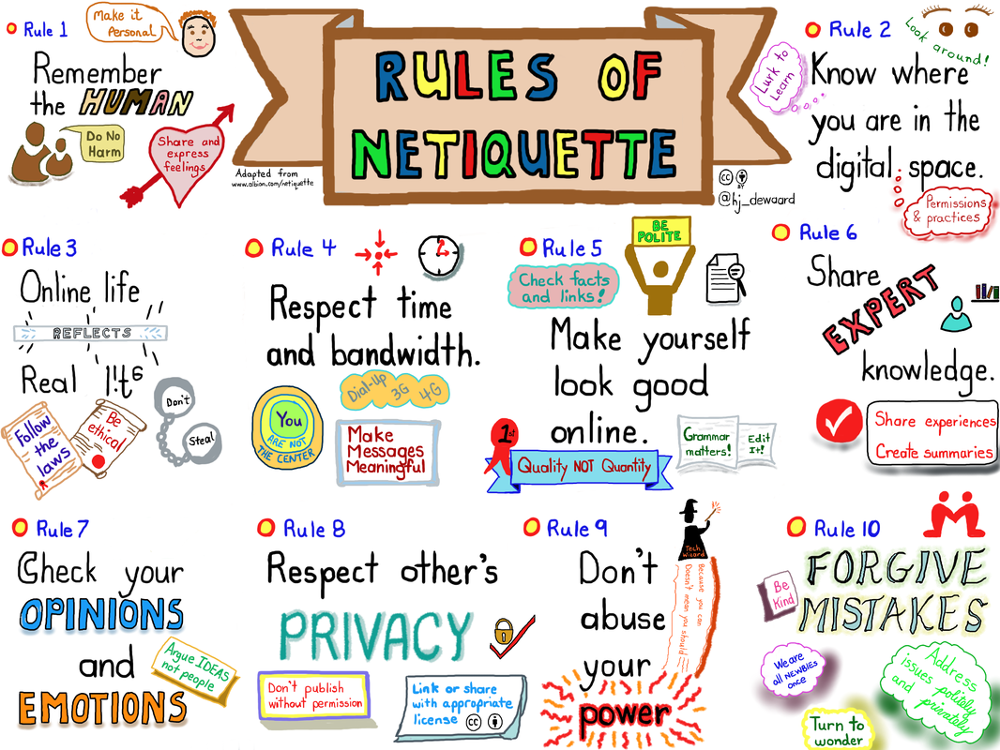 RULES OF
NETIQUETTE
Adapted from
www.albion.com/netiquette
BY
@hj_dewaard
Rule 1
Make it
Personal
Remember
the HUMAN
Do No
Harm
Share and
express
feelings
Rule 2
Look around!
Lurk to
Learn
Know where
you are in the
digital space.
Permissions
& practices
Rule 3
Online life
REFLECTS
Real
Follow
the
laws
Be
ethical
Don't
Steal
Rule 4
Respect time
and bandwidth.
You
ARE NOT
THE CENTER
Dial-Up
3G
4G
Make
Messages
Meaningful
Rule 5
BE
POLITE
Check facts
and links!
Make yourself
look good
online.
1st
Quality NOT Quantity
Grammar
matters!
Edit
It!
Rule 6
Share
EXPERT
knowledge.
Share experiences
Create summaries
Rule 7
Check your
OPINIONS
and
EMOTIONS
Argue IDEAS
not people
Rule 8
Respect other's
PRIVACY
Don't publish
without permission
Link or share
with appropriate
license
Rule 9
Don't
abuse
your
power
Tech
Wizard
Because you can
Doesn't mean you should!
Rule 10
FORGIVE
MISTAKES
Be
Kind
We are
all NEWBIES
once
Address
issues politely
and privately
Turn to
wonder